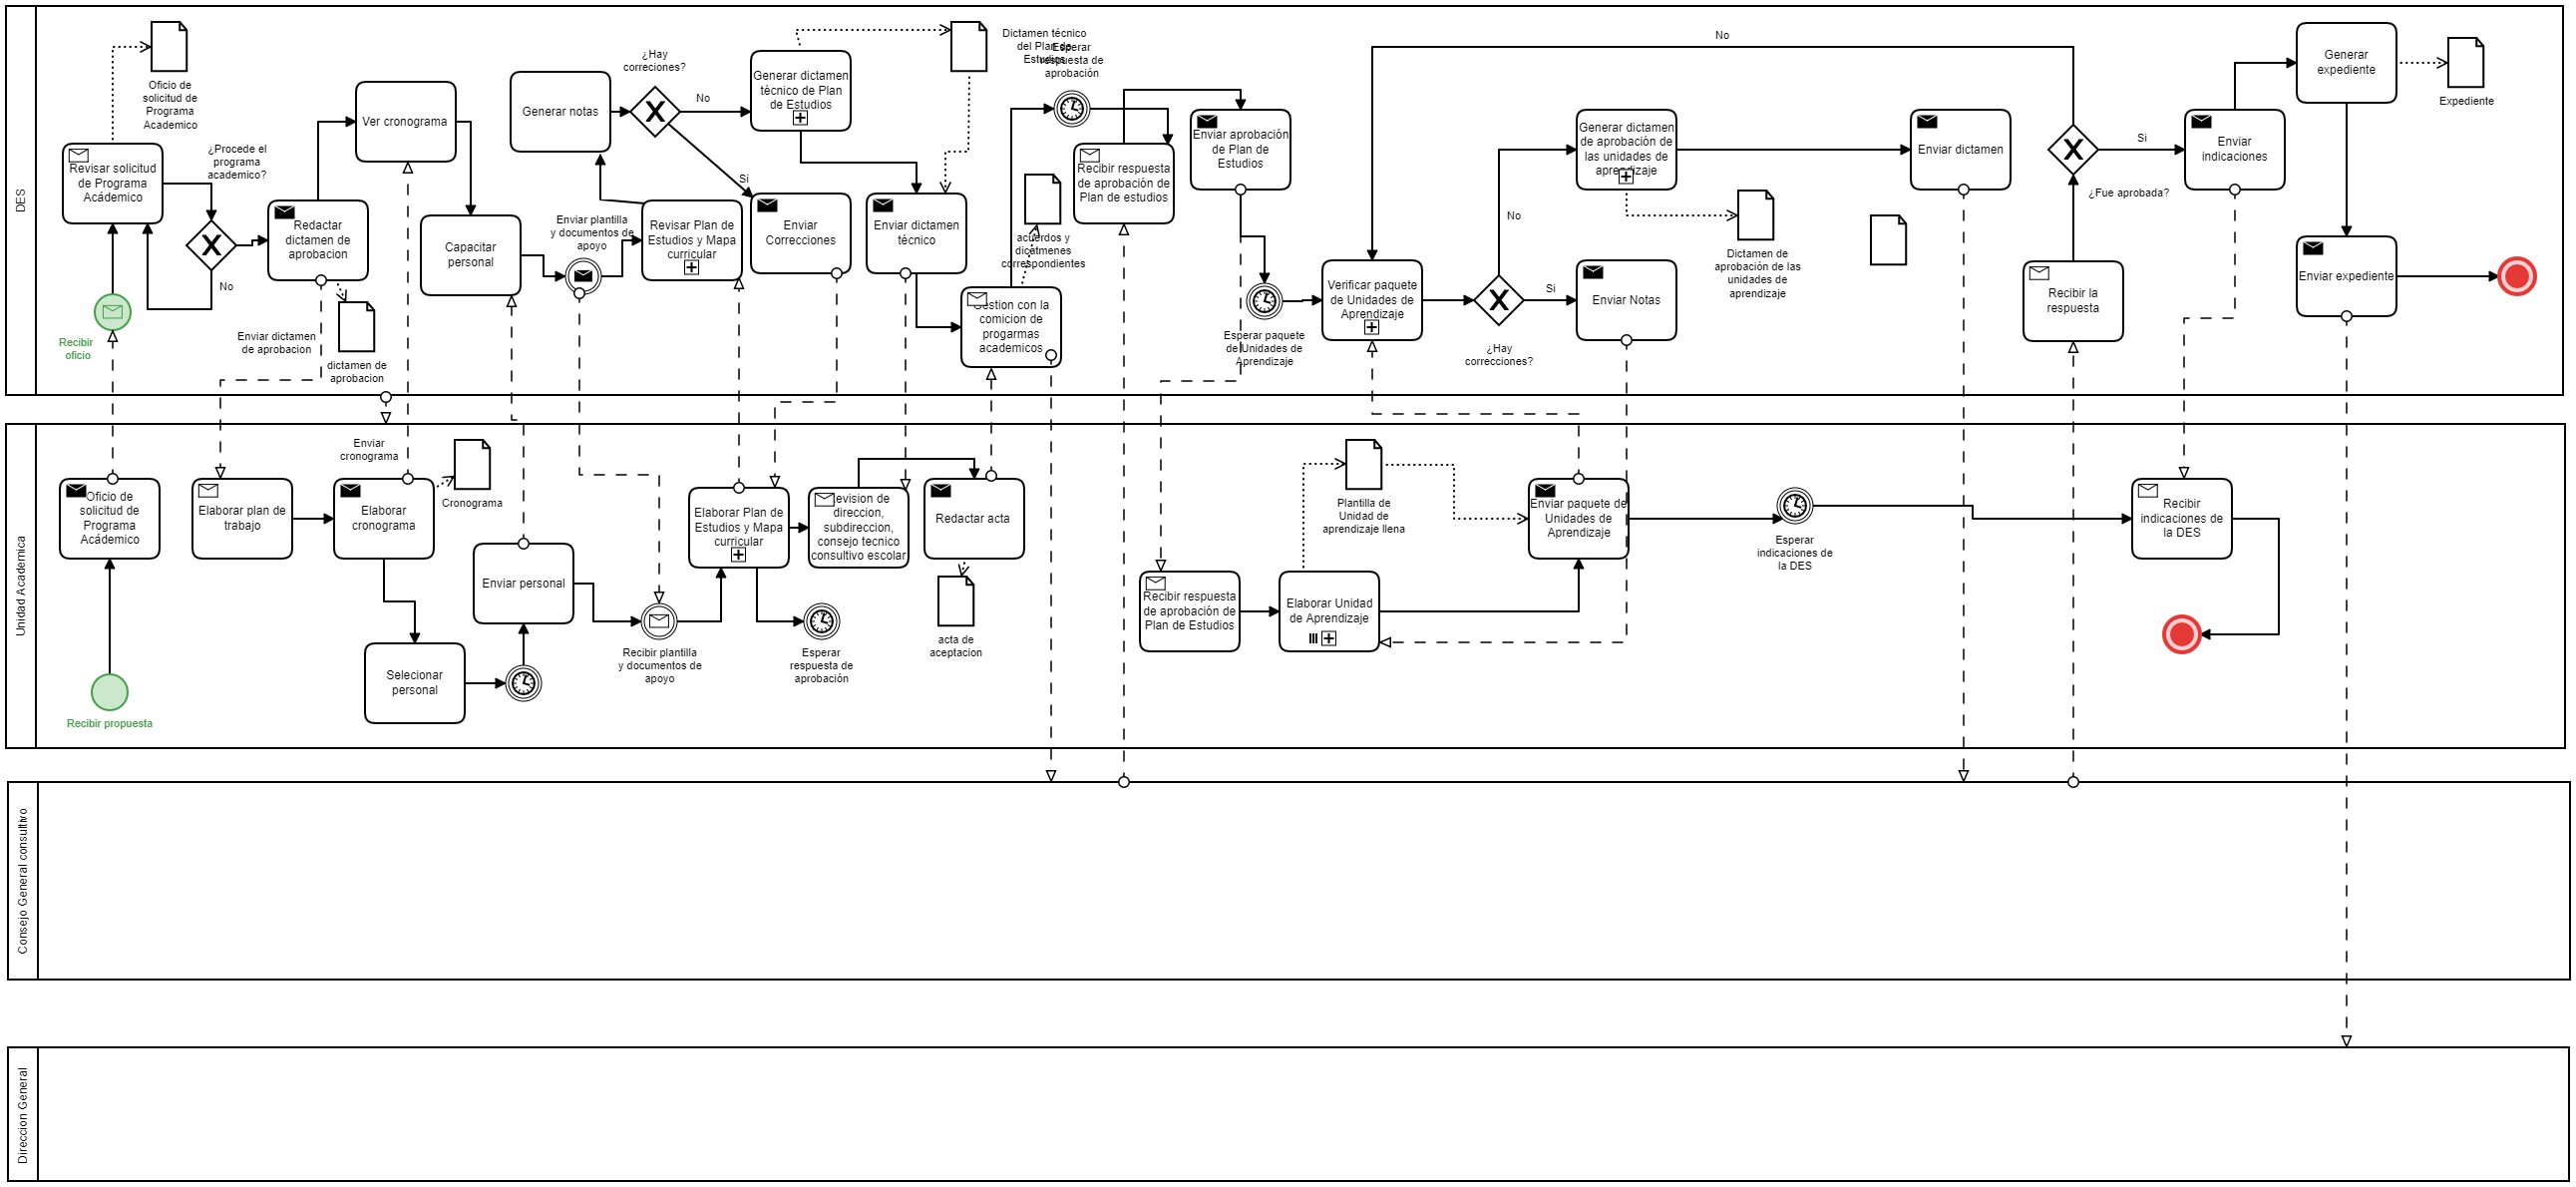 DES
Oficio de
solicitud de
Programa
Academico
Revisar solicitud
de Programa
Acádemico
¿Procede el
programa
academico?
No
Recibir
oficio
Redactar
dictamen de
aprobacion
Enviar dictamen
de aprobacion
dictamen de
aprobacion
Ver cronograma
Capacitar
personal
Enviar plantilla
y documentos de
apoyo
Generar notas
¿Hay
correciones?
No
Si
Revisar Plan de
Estudios y Mapa
curricular
Generar dictamen
técnico de Plan
de Estudios
Enviar
Correcciones
Enviar dictamen
técnico
Dictamen técnico
del Plan de
Estudios
Esperar
respuesta de
aprobación
acuerdos y
dicatmenes
correspondientes
Gestion con la
comicion de
progarmas
academicos
Recibir respuesta
de aprobación de
Plan de estudios
Enviar aprobación
de Plan de
Estudios
Esperar paquete
de Unidades de
Aprendizaje
Verificar paquete
de Unidades de
Aprendizaje
¿Hay
correcciones?
No
Si
Generar dictamen
de aprobación de
las unidades de
aprendizaje
Enviar Notas
Dictamen de
aprobación de las
unidades de
aprendizaje
Enviar dictamen
No
Si
¿Fue aprobada?
Recibir la
respuesta
Enviar
indicaciones
Generar
expediente
Expediente
Enviar expediente
Unidad Academica
Oficio de
solicitud de
Programa
Acádemico
Recibir propuesta
Elaborar plan de
trabajo
Enviar
cronograma
Elaborar
cronograma
Cronograma
Selecionar
personal
Enviar personal
Recibir plantilla
y documentos de
apoyo
Elaborar Plan de
Estudios y Mapa
curricular
Esperar
respuesta de
aprobación
evision de
direccion,
subdireccion,
consejo tecnico
consultivo escolar
Redactar acta
acta de
aceptacion
Recibir respuesta
de aprobación de
Plan de Estudios
Elaborar Unidad
de Aprendizaje
Plantilla de
Unidad de
aprendizaje llena
Enviar paquete de
Unidades de
Aprendizaje
Esperar
indicaciones de
la DES
Recibir
indicaciones de
la DES
Consejo General consultivo
Direccion General